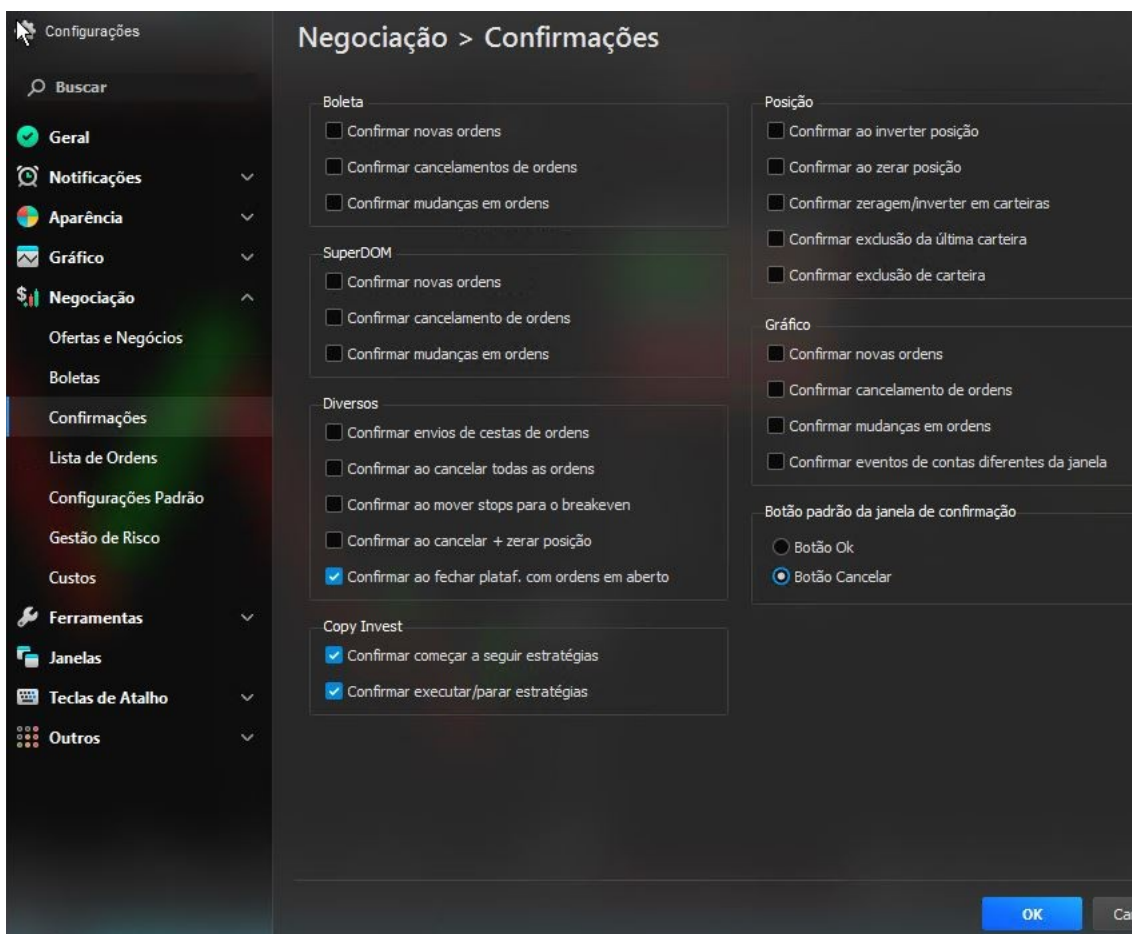 Configurações
Buscar
Geral
Notificações
Aparência
Gráfico
Negociação
Ofertas e Negócios
Boletas
Confirmações
Lista de Ordens
Configurações Padrão
Gestão de Risco
Custos
Ferramentas
Janelas
Teclas de Atalho
Outros
Negociação > Confirmações
Boleta
Confirmar novas ordens
Confirmar cancelamentos de ordens
Confirmar mudanças em ordens
SuperDOM
Confirmar novas ordens
Confirmar cancelamento de ordens
Confirmar mudanças em ordens
Diversos
Confirmar envios de cestas de ordens
Confirmar ao cancelar todas as ordens
Confirmar ao mover stops para o breakeven
Confirmar ao cancelar + zerar posição
Confirmar ao fechar plataf. com ordens em aberto
Copy Invest
Confirmar começar a seguir estratégias
Confirmar executar/parar estratégias
Posição
Confirmar ao inverter posição
Confirmar ao zerar posição
Confirmar zeragem/inverter em carteiras
Confirmar exclusão da última carteira
Confirmar exclusão de carteira
Gráfico
Confirmar novas ordens
Confirmar cancelamento de ordens
Confirmar mudanças em ordens
Confirmar eventos de contas diferentes da janela
Botão padrão da janela de confirmação
Botão Ok
Botão Cancelar
OK